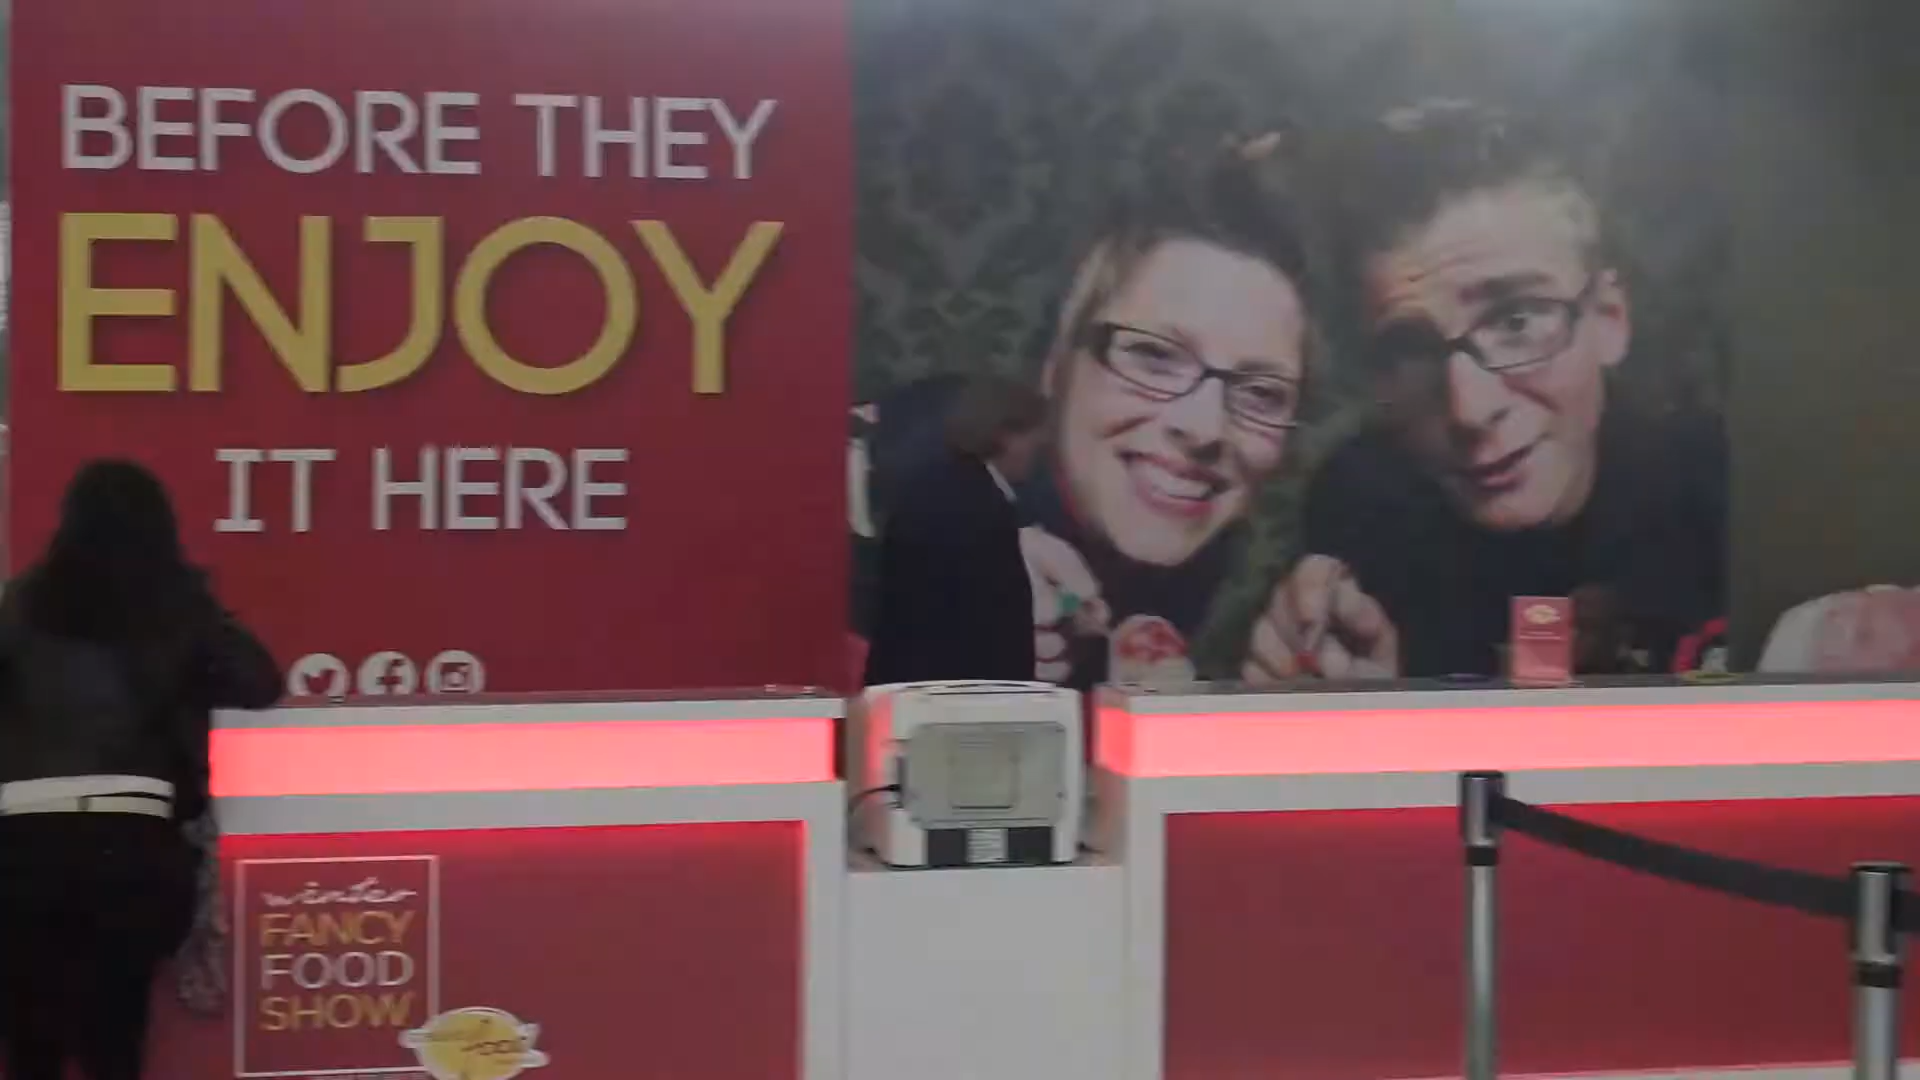 BEFORE THEY
ENJOY
IT HERE
winter
FANCY
FOOD
SHOW